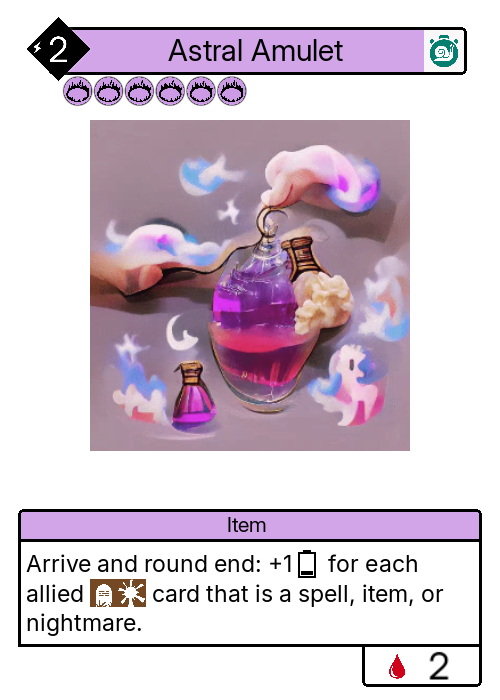 2
Astral Amulet
Item
Arrive and round end: +1 for each
allied card that is a spell, item, or
nightmare.
2